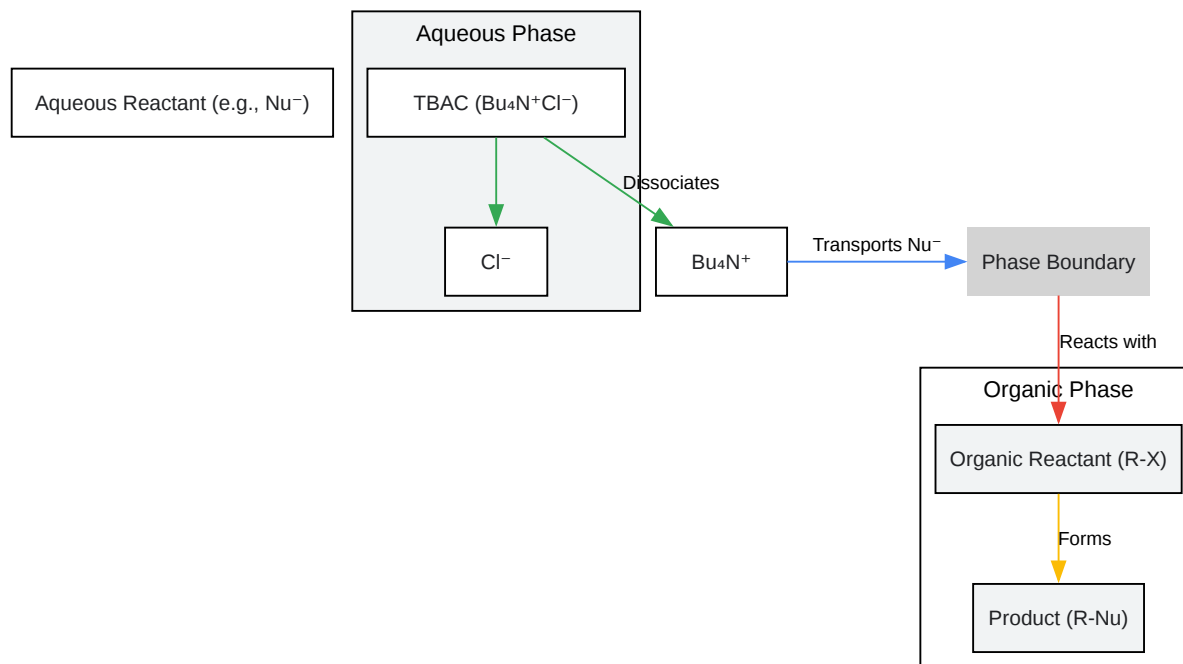 Aqueous Phase
Aqueous Reactant (e.g., Nu⁻)
TBAC (Bu₄N⁺Cl⁻)
Dissociates
Cl⁻
Bu₄N⁺
Transports Nu⁻
Phase Boundary
Reacts with
Organic Phase
Organic Reactant (R-X)
Forms
Product (R-Nu)